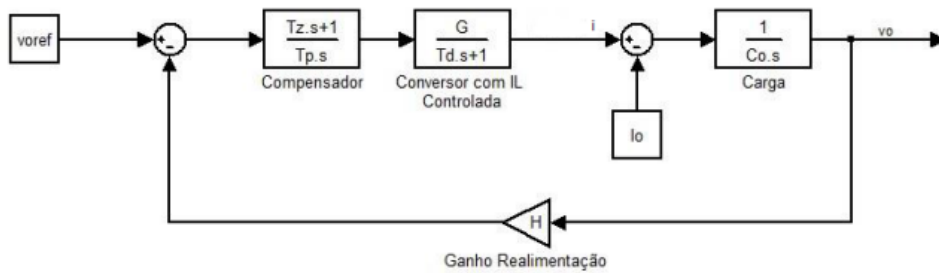 voref
+
-
Tz.s+1
Tp.s
Compensador
G
Td.s+1
Conversor com IL
Controlada
i
+
-
Io
1
Co.s
Carga
vo
H
Ganho Realimentação